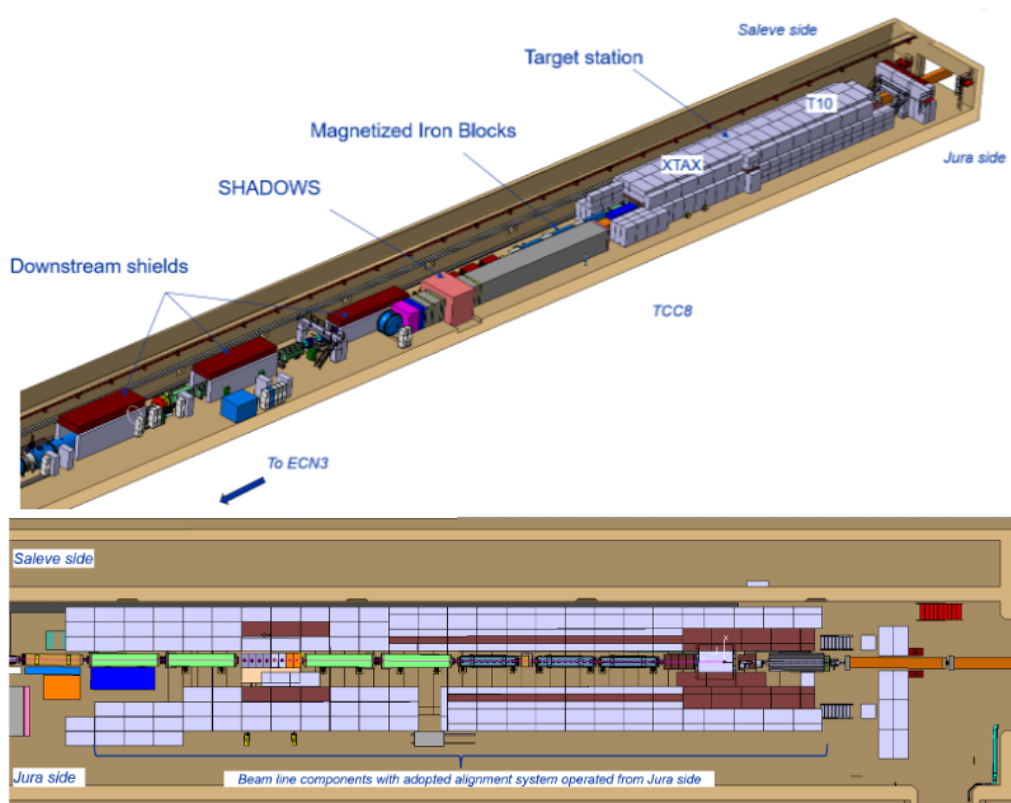 Saleve side
Target station
T10
Magnetized Iron Blocks
Jura side
XTAX
SHADOWS
Downstream shields
TCC8
To ECN3
Saleve side
Jura side
Beam line components with adopted alignment system operated from Jura side